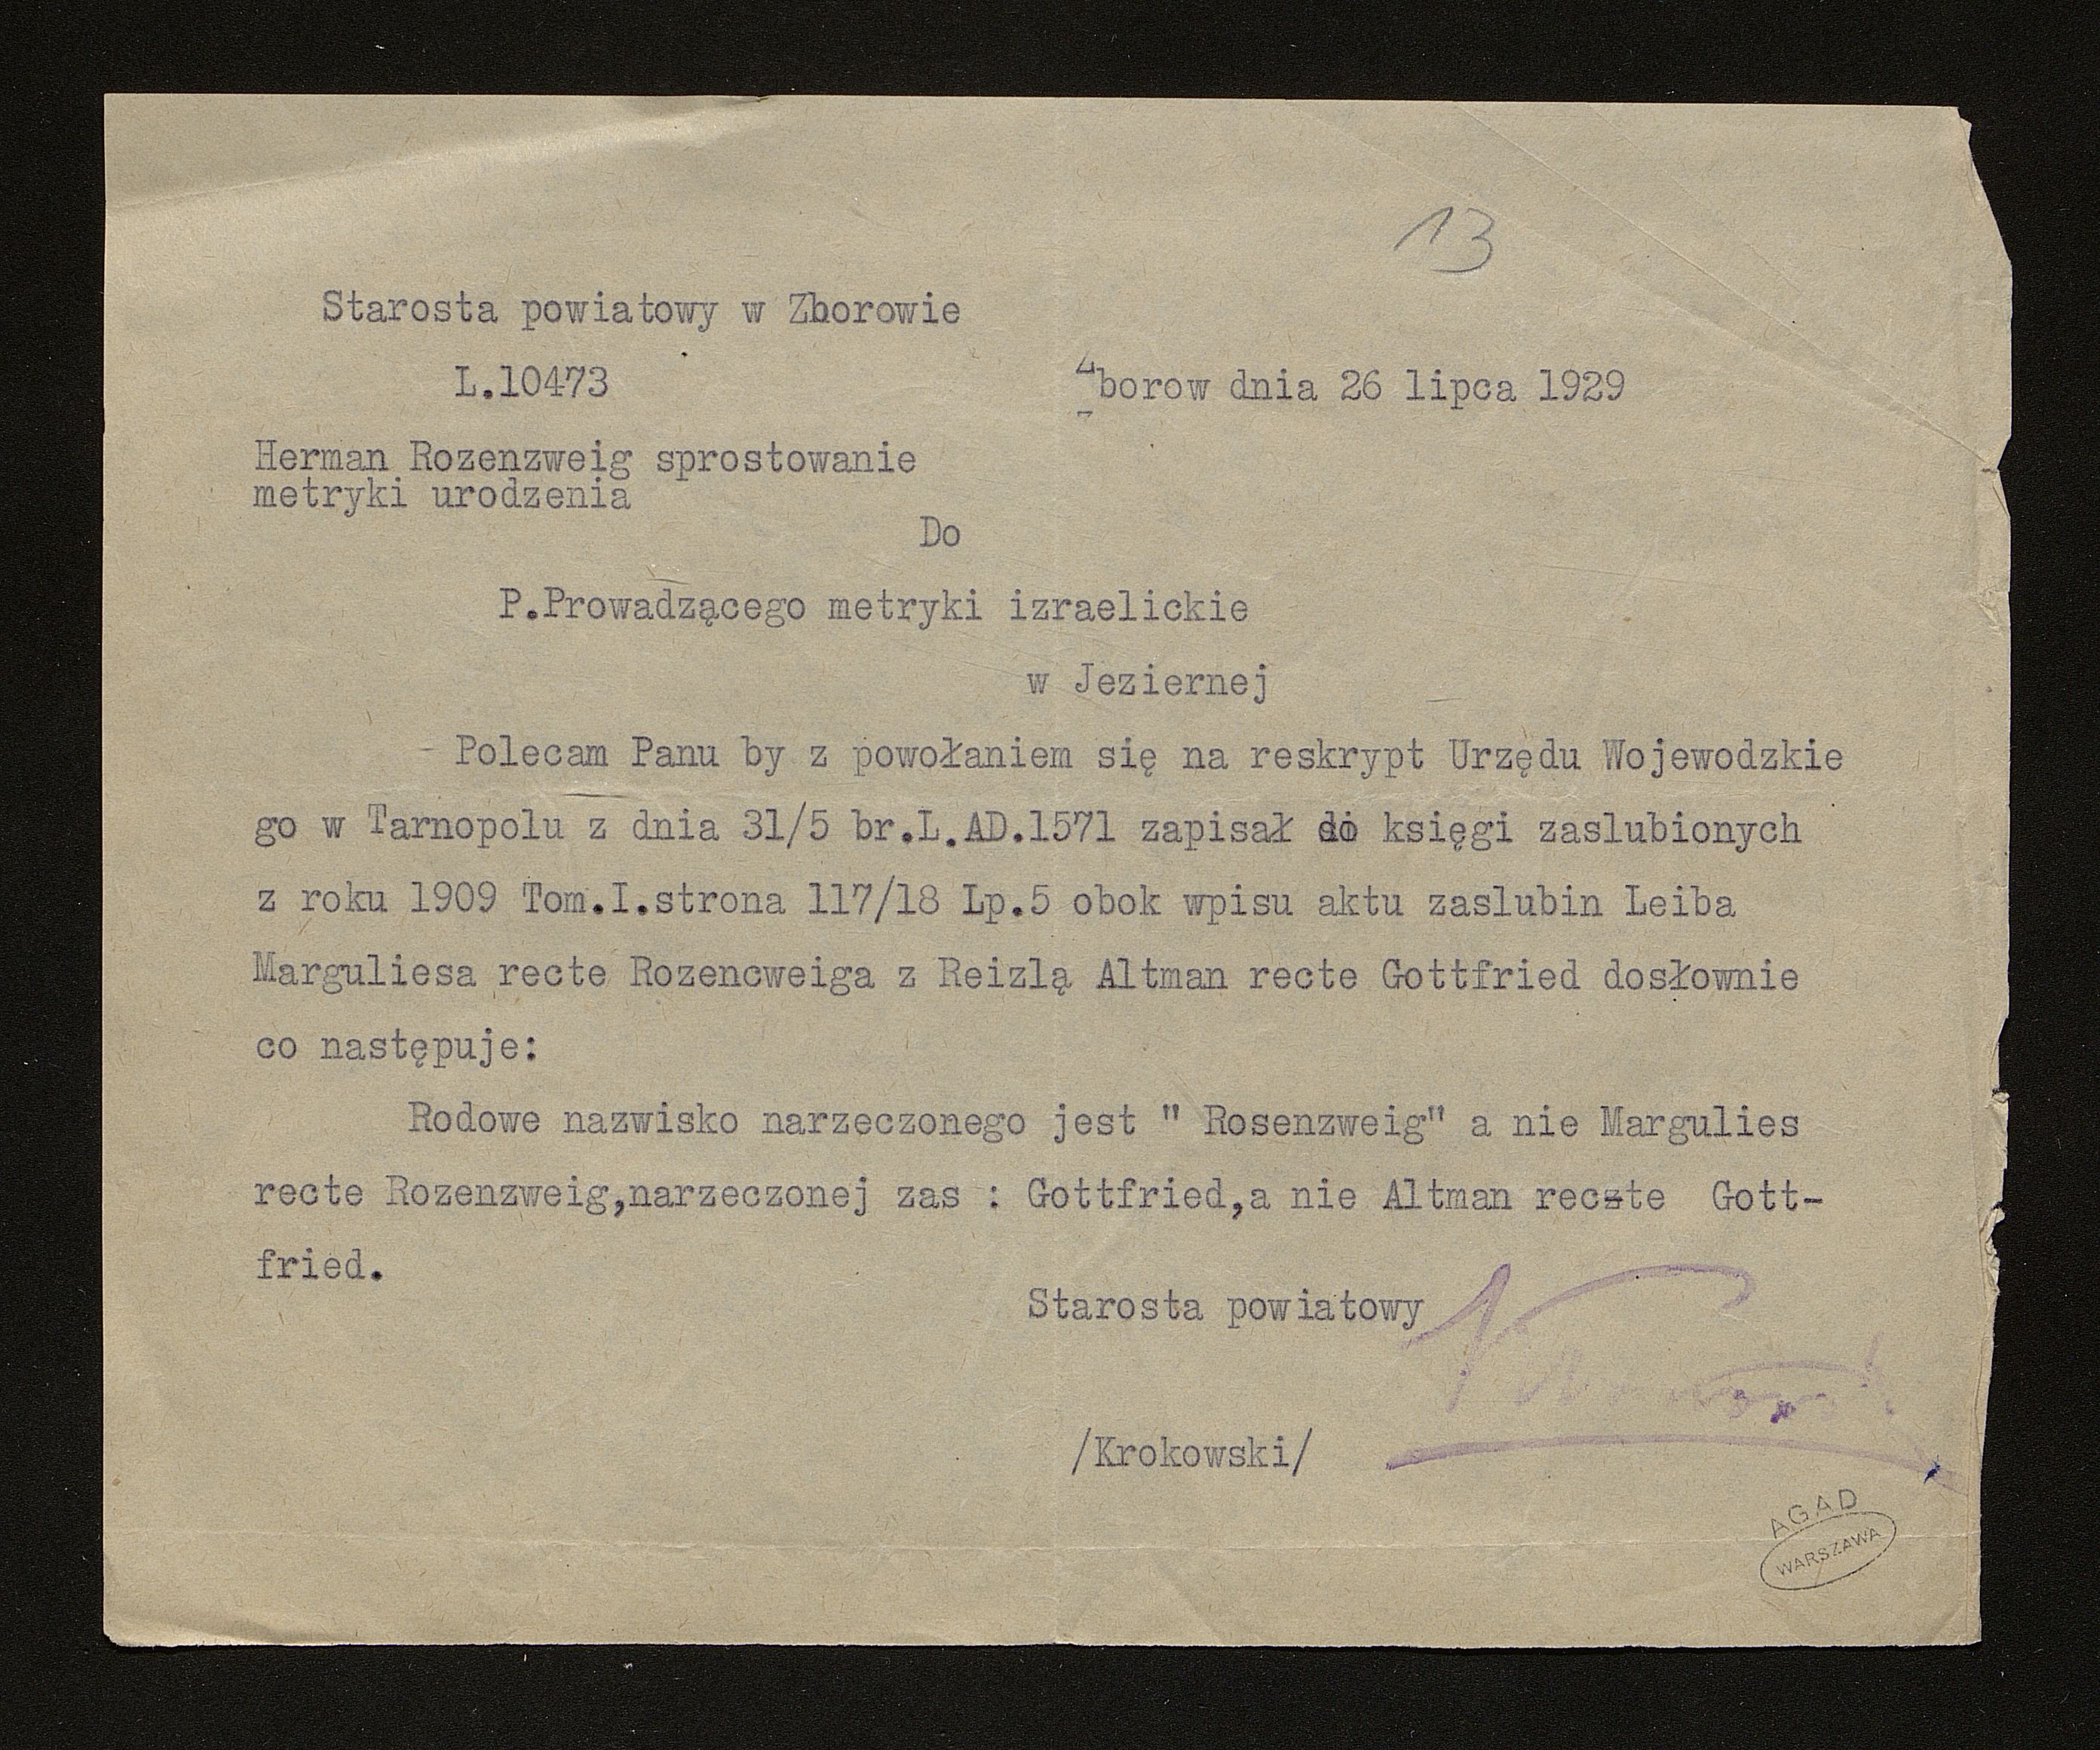 13
Starosta powiatowy w Zborowie
L.10473
Zborow dnia 26 lipca 1929
Herman Rozenzweig sprostowanie
metryki urodzenia
Do
P.Prowadzącego metryki izraelickie
w Jeziernej
- Polecam Panu by z powołaniem się na reskrypt Urzędu Wojewodzkie
go w Tarnopolu z dnia 31/5 br.L.AD.1571 zapisał do księgi zaslubionych
z roku 1909 Tom.I.strona 117/18 Lp.5 obok wpisu aktu zaslubin Leiba
Marguliesa recte Rozencweiga z Reizlą Altman recte Gottfried dosłownie
co następuje:
Rodowe nazwisko narzeczonego jest " Rosenzweig" a nie Margulies
recte Rozenzweig,narzeczonej zas : Gottfried,a nie Altman recte Gott-
fried.
Starosta powiatowy
/Krokowski/
AGAD
WARSZAWA